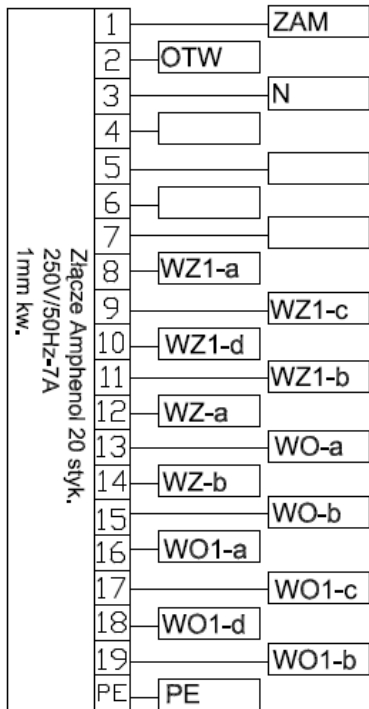 1 ZAM
2 OTW
3 N
4
5
6
7
8 WZ1-a
9 WZ1-c
10 WZ1-d
11 WZ1-b
12 WZ-a
13 WO-a
14 WZ-b
15 WO-b
16 WO1-a
17 WO1-c
18 WO1-d
19 WO1-b
PE PE
Złącze Amphenol 20 styk.
250V/50Hz-7A
1mm kw.